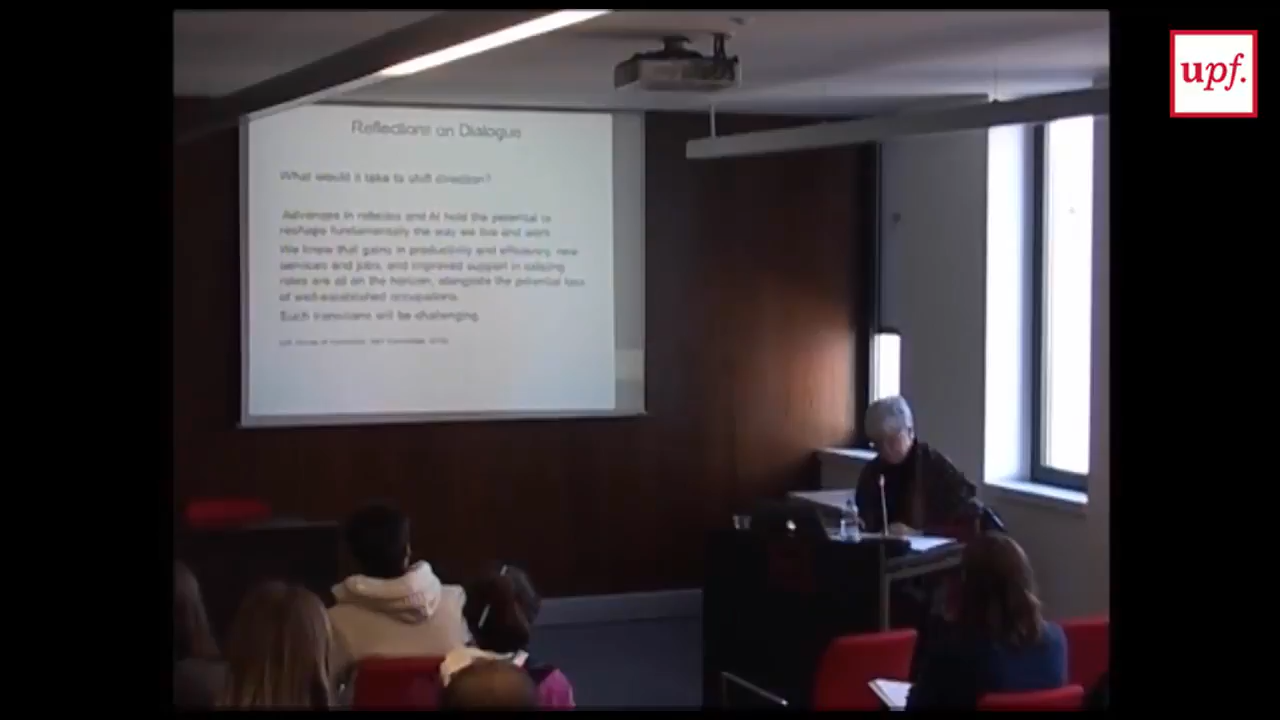 upf.
Reflections on Dialogue
What would it take to shift direction?
Advances in robotics and AI hold the potential to
reshape fundamentally the way we live and work.
We know that gains in productivity and efficiency, new
services and jobs, and improved support in existing
roles are all on the horizon, alongside the potential loss
of well-established occupations.
Such transitions will be challenging.